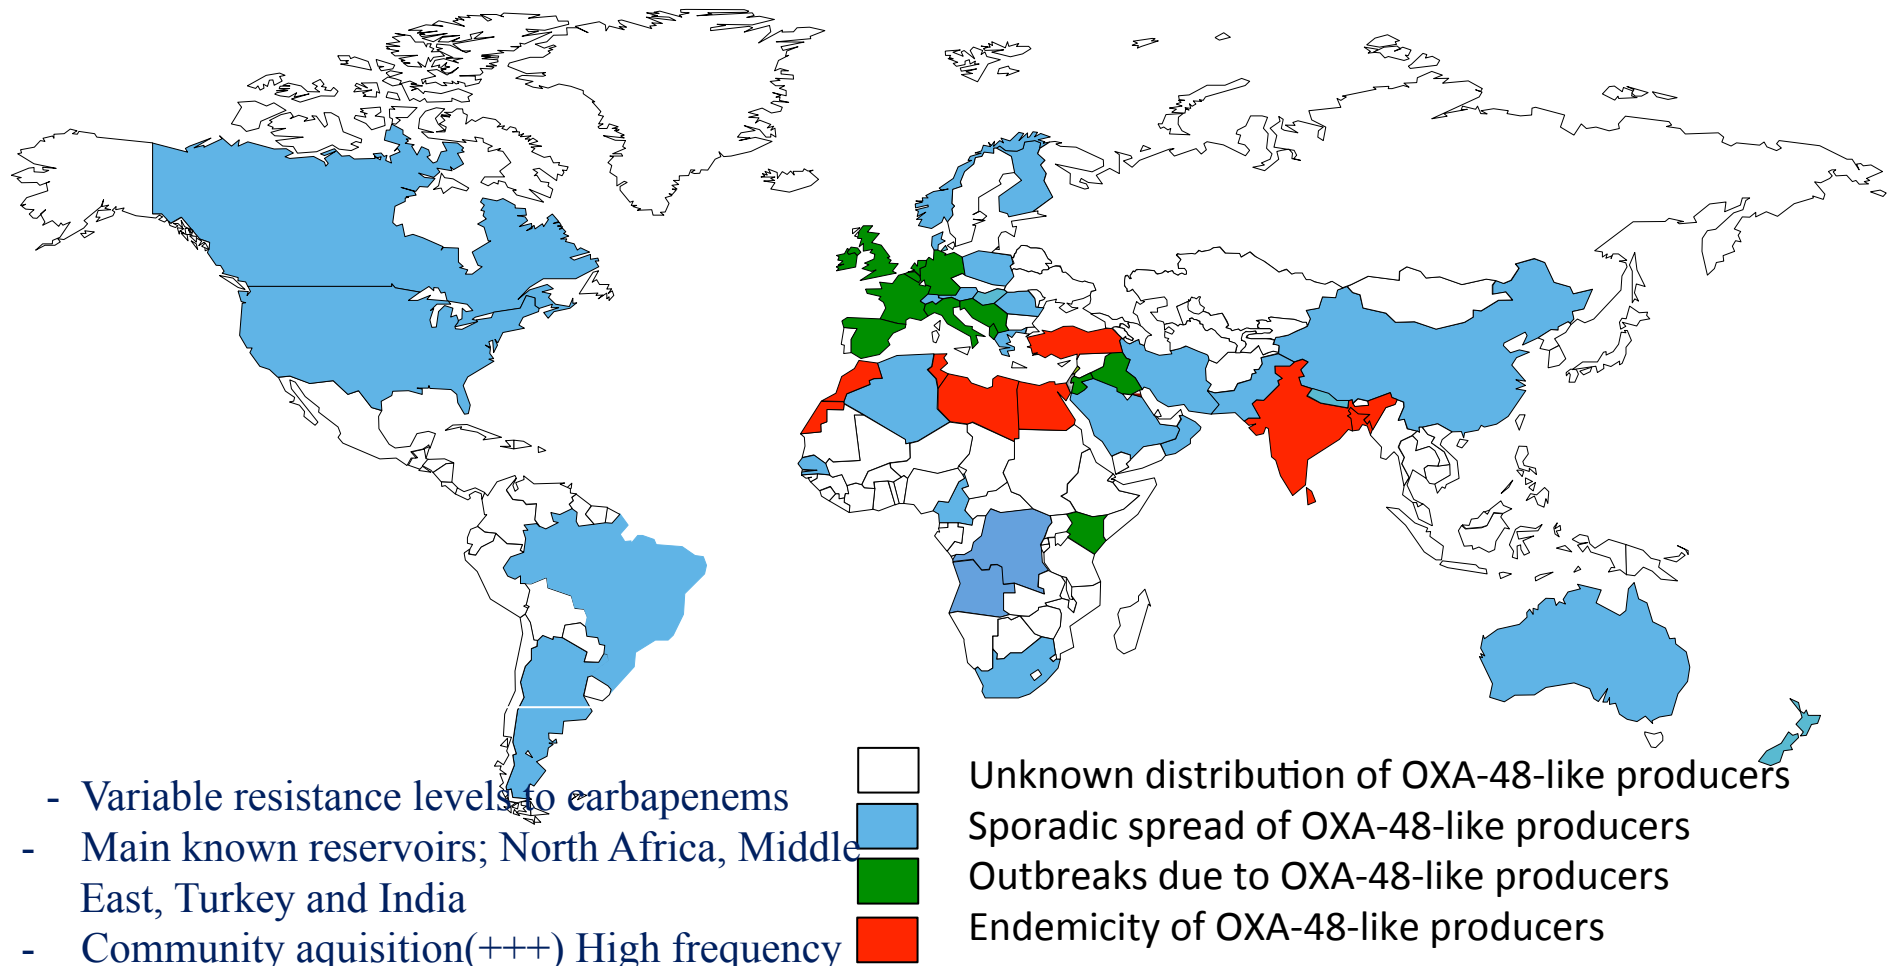 - Variable resistance levels to carbapenems
- Main known reservoirs; North Africa, Middle
East, Turkey and India
- Community aquisition(+++) High frequency
Unknown distribution of OXA-48-like producers
Sporadic spread of OXA-48-like producers
Outbreaks due to OXA-48-like producers
Endemicity of OXA-48-like producers